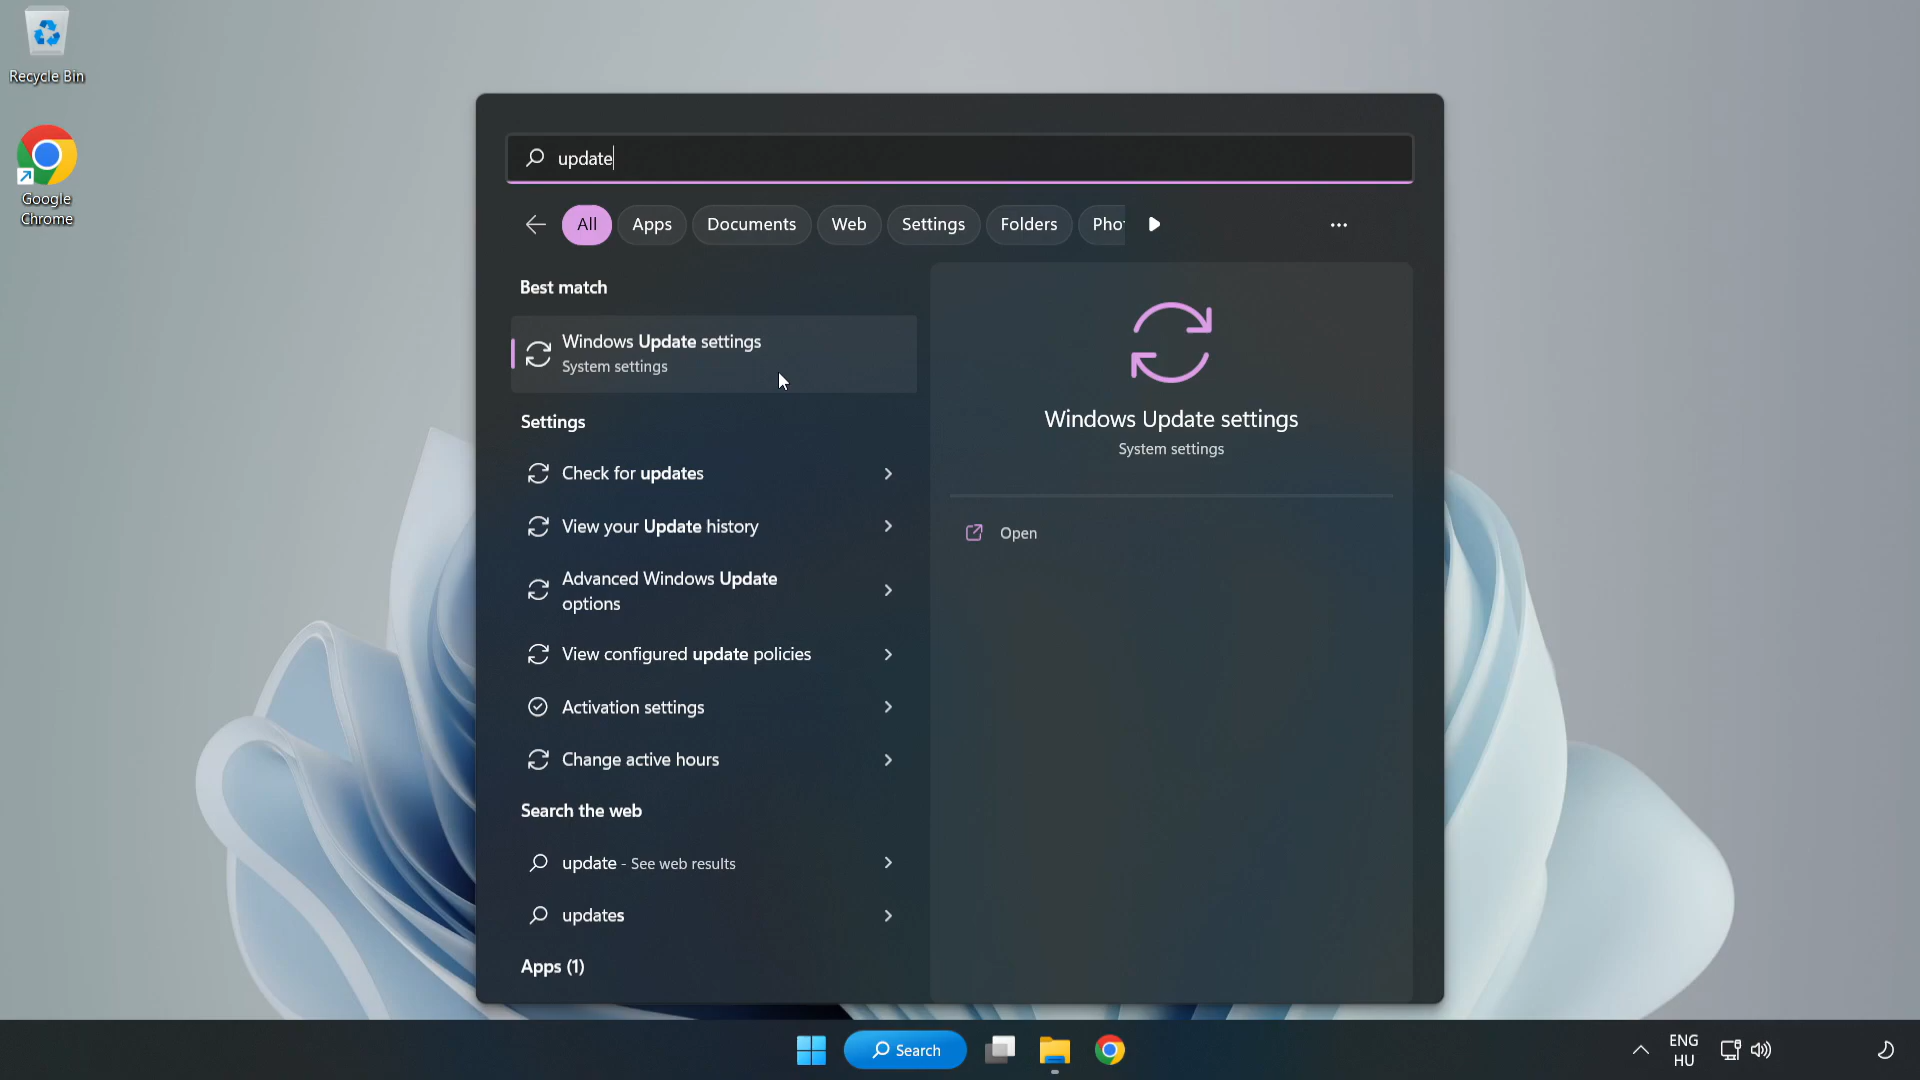 Recycle Bin
Google
Chrome
update
All
Apps
Documents
Web
Settings
Folders
Pho
Best match
Windows Update settings
System settings
Settings
Check for updates
View your Update history
Advanced Windows Update
options
View configured update policies
Activation settings
Change active hours
Search the web
update - See web results
updates
Apps (1)
Windows Update settings
System settings
Open
Search
ENG
HU